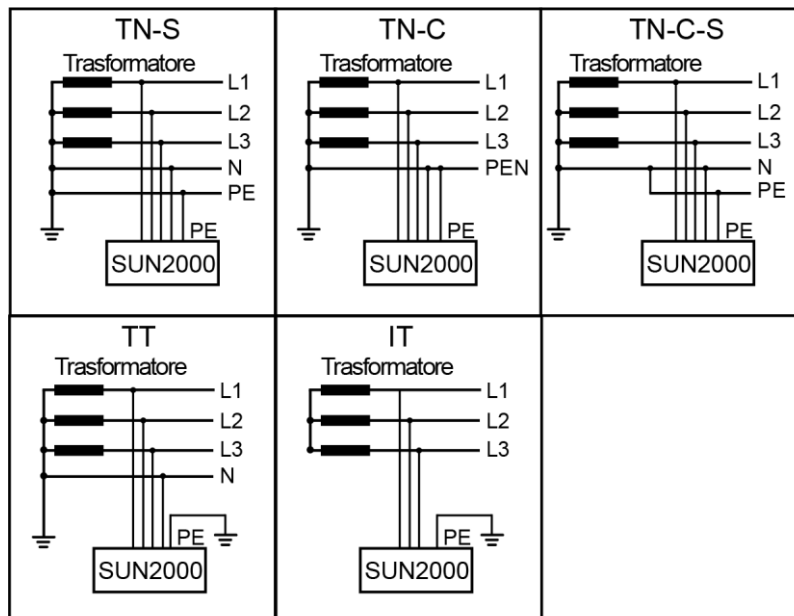 TN-S
Trasformatore
L1
L2
L3
N
PE
PE
SUN2000
TN-C
Trasformatore
L1
L2
L3
PEN
PE
SUN2000
TN-C-S
Trasformatore
L1
L2
L3
N
PE
PE
SUN2000
TT
Trasformatore
L1
L2
L3
N
PE
SUN2000
IT
Trasformatore
L1
L2
L3
PE
SUN2000